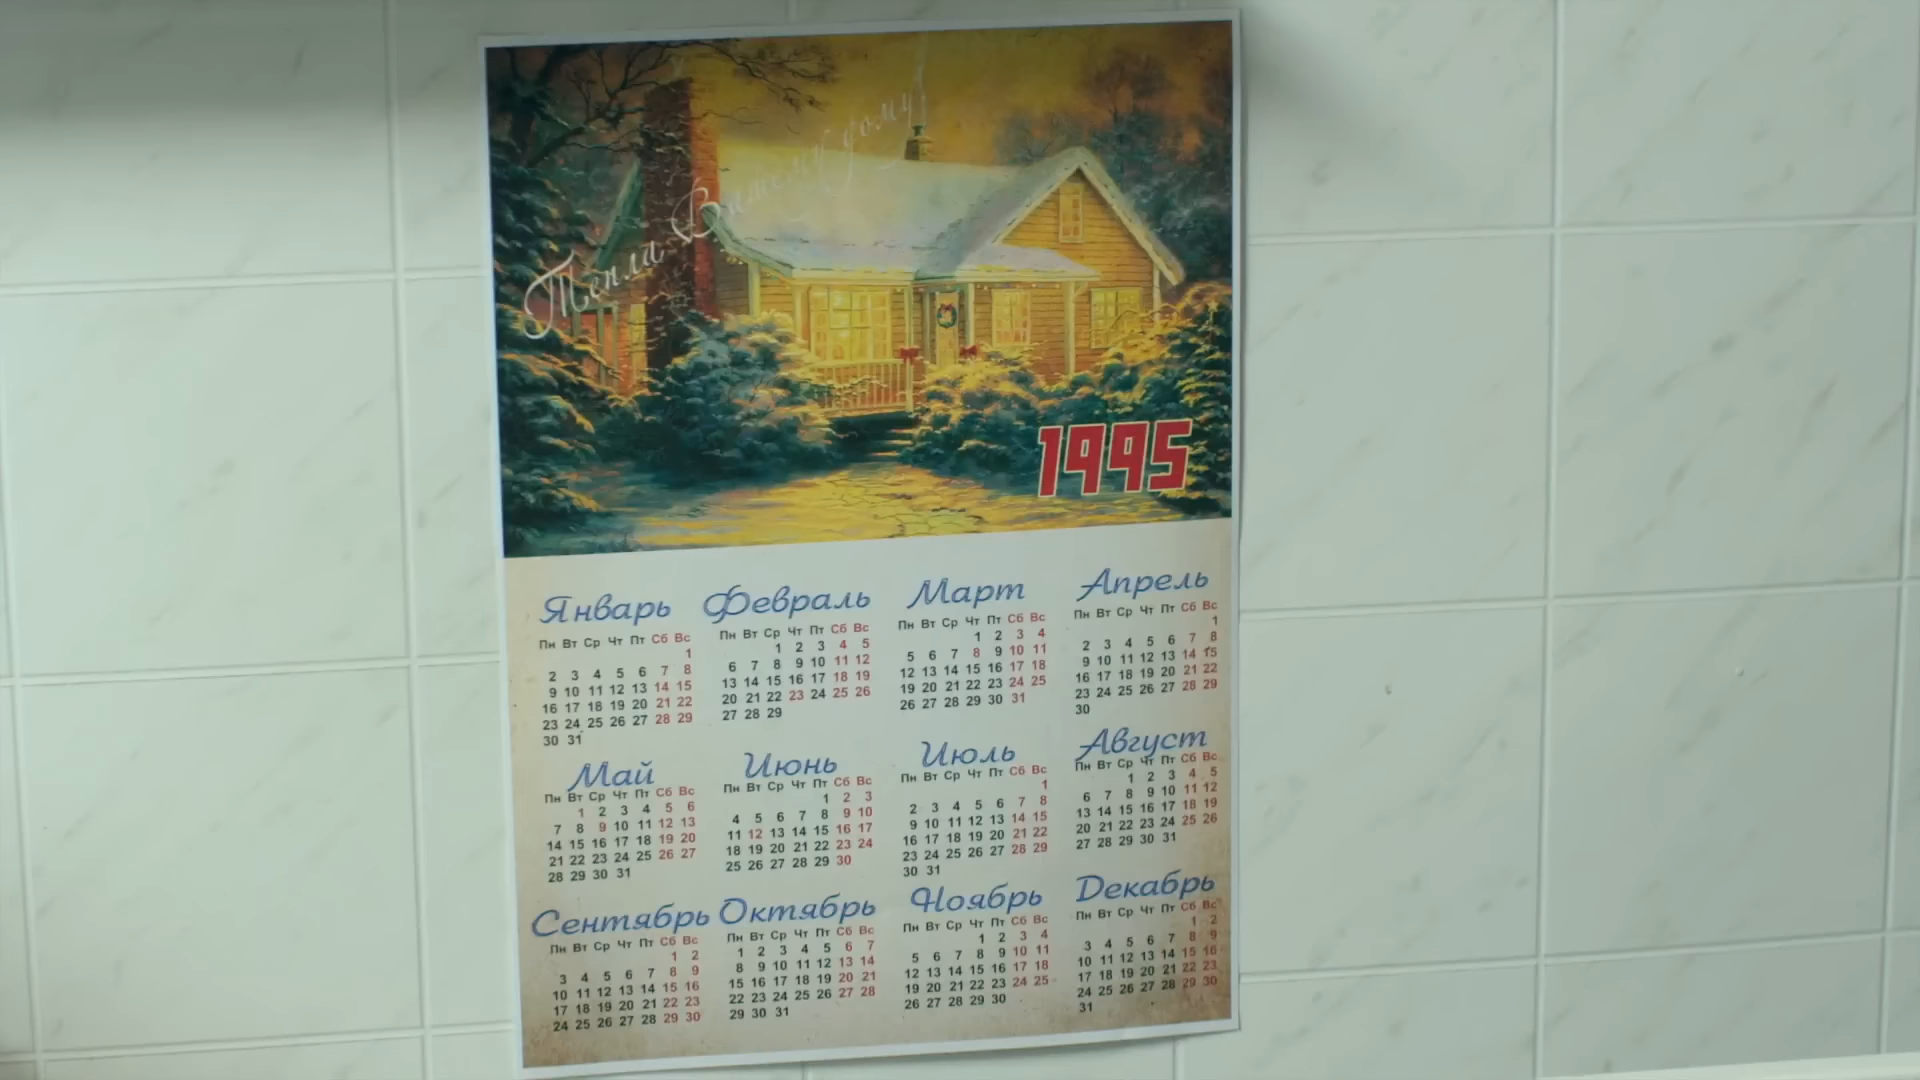 Тепла Вашему дому
1995
Январь Февраль Март Апрель
Пн Вт Ср Чт Пт Сб Вс
1
2 3 4 5 6 7 8
9 10 11 12 13 14 15
16 17 18 19 20 21 22
23 24 25 26 27 28 29
30 31
Пн Вт Ср Чт Пт Сб Вс
1 2 3 4 5
6 7 8 9 10 11 12
13 14 15 16 17 18 19
20 21 22 23 24 25 26
27 28 29
Пн Вт Ср Чт Пт Сб Вс
1 2 3 4
5 6 7 8 9 10 11
12 13 14 15 16 17 18
19 20 21 22 23 24 25
26 27 28 29 30 31
Пн Вт Ср Чт Пт Сб Вс
1
2 3 4 5 6 7 8
9 10 11 12 13 14 15
16 17 18 19 20 21 22
23 24 25 26 27 28 29
30
Май Июнь Июль Август
Пн Вт Ср Чт Пт Сб Вс
1 2 3 4 5 6
7 8 9 10 11 12 13
14 15 16 17 18 19 20
21 22 23 24 25 26 27
28 29 30 31
Пн Вт Ср Чт Пт Сб Вс
1 2 3
4 5 6 7 8 9 10
11 12 13 14 15 16 17
18 19 20 21 22 23 24
25 26 27 28 29 30
Пн Вт Ср Чт Пт Сб Вс
1
2 3 4 5 6 7 8
9 10 11 12 13 14 15
16 17 18 19 20 21 22
23 24 25 26 27 28 29
30 31
Пн Вт Ср Чт Пт Сб Вс
1 2 3 4 5
6 7 8 9 10 11 12
13 14 15 16 17 18 19
20 21 22 23 24 25 26
27 28 29 30 31
Сентябрь Октябрь Ноябрь Декабрь
Пн Вт Ср Чт Пт Сб Вс
1 2
3 4 5 6 7 8 9
10 11 12 13 14 15 16
17 18 19 20 21 22 23
24 25 26 27 28 29 30
Пн Вт Ср Чт Пт Сб Вс
1 2 3 4 5 6 7
8 9 10 11 12 13 14
15 16 17 18 19 20 21
22 23 24 25 26 27 28
29 30 31
Пн Вт Ср Чт Пт Сб Вс
1 2 3 4
5 6 7 8 9 10 11
12 13 14 15 16 17 18
19 20 21 22 23 24 25
26 27 28 29 30
Пн Вт Ср Чт Пт Сб Вс
1 2
3 4 5 6 7 8 9
10 11 12 13 14 15 16
17 18 19 20 21 22 23
24 25 26 27 28 29 30
31